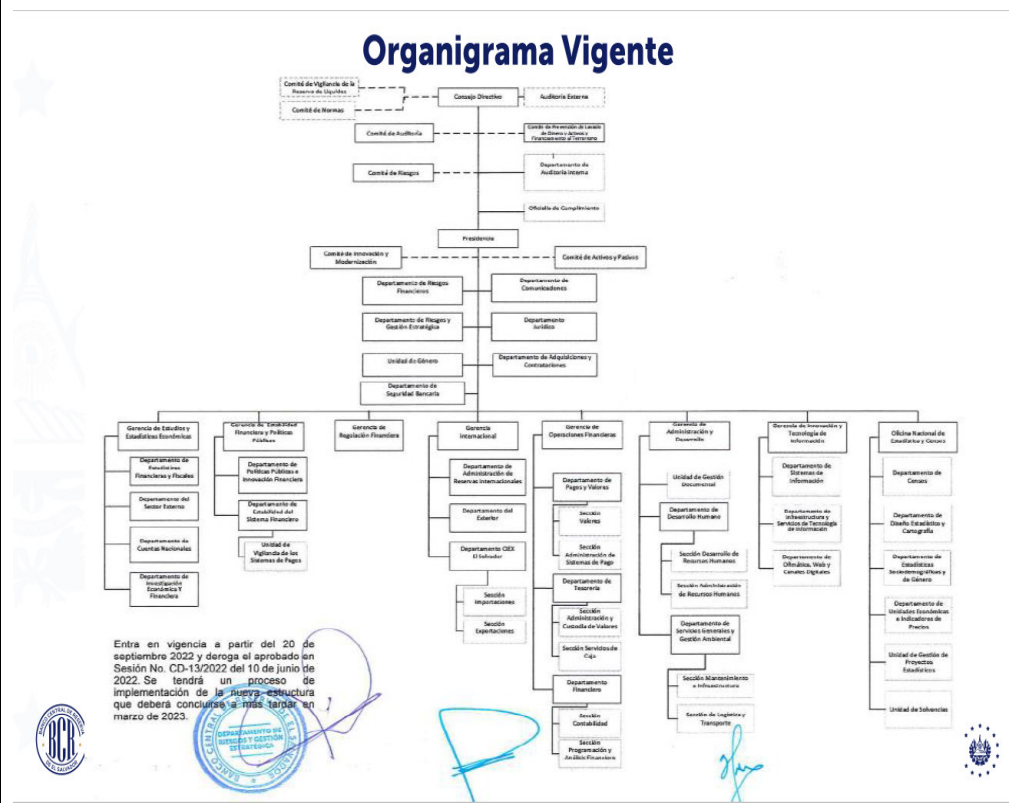 Organigrama Vigente
Comité de Vigilancia de la
Reserva de Liquidez
Comité de Normas
Consejo Directivo
Auditoría Externa
Comité de Auditoría
Comité de Prevención de Lavado
de Dinero y Activos y
Financiamiento al Terrorismo
Comité de Riesgos
Departamento de
Auditoría Interna
Oficialía de Cumplimiento
Presidencia
Comité de Innovación y
Modernización
Comité de Activos y Pasivos
Departamento de Riesgos
Financieros
Departamento de
Comunicaciones
Departamento de Riesgos y
Gestión Estratégica
Departamento
Jurídico
Unidad de Género
Departamento de Adquisiciones y
Contrataciones
Departamento de
Seguridad Bancaria
Gerencia de Estudios y
Estadísticas Económicas
Departamento de
Estadísticas
Financieras y Fiscales
Departamento del
Sector Externo
Departamento de
Cuentas Nacionales
Departamento de
Investigación
Económica Y
Financiera
Gerencia de Estabilidad
Financiera y Políticas
Públicas
Departamento de
Políticas Públicas e
Innovación Financiera
Departamento de
Estabilidad del
Sistema Financiero
Unidad de
Vigilancia de los
Sistemas de Pagos
Gerencia de
Regulación Financiera
Gerencia
Internacional
Departamento de
Administración de
Reservas Internacionales
Departamento del
Exterior
Departamento CIEX
El Salvador
Sección
Importaciones
Sección
Exportaciones
Gerencia de
Operaciones Financieras
Departamento de
Pagos y Valores
Sección
Valores
Sección
Administración de
Sistemas de Pago
Departamento de
Tesorería
Sección
Administración y
Custodia de Valores
Sección Servicios de
Caja
Departamento
Financiero
Sección
Contabilidad
Sección
Programación y
Análisis Financiero
Gerencia de
Administración y
Desarrollo
Unidad de Gestión
Documental
Departamento de
Desarrollo Humano
Sección Desarrollo de
Recursos Humanos
Sección Administración
de Recursos Humanos
Departamento de
Servicios Generales y
Gestión Ambiental
Sección Mantenimiento
e Infraestructura
Sección de Logística y
Transporte
Gerencia de Innovación y
Tecnología de
Información
Departamento de
Sistemas de
Información
Departamento de
Infraestructura y
Servicios de Tecnología
de Información
Departamento de
Ofimática, Web y
Canales Digitales
Oficina Nacional de
Estadística y Censos
Departamento de
Censos
Departamento de
Diseño Estadístico y
Cartografía
Departamento de
Estadísticas
Sociodemográficas y
de Género
Departamento de
Unidades Económicas
e Indicadores de
Precios
Unidad de Gestión de
Proyectos
Estadísticos
Unidad de Solvencias
Entra en vigencia a partir del 20 de
septiembre 2022 y deroga el aprobado en
Sesión No. CD-13/2022 del 10 de junio de
2022. Se tendrá un proceso de
implementación de la nueva estructura
que deberá concluirse a más tardar en
marzo de 2023.
BANCO CENTRAL DE RESERVA
DE EL SALVADOR
DEPARTAMENTO DE
RIESGOS Y GESTIÓN
ESTRATÉGICA
BANCO CENTRAL DE RESERVA
BCR
DE EL SALVADOR